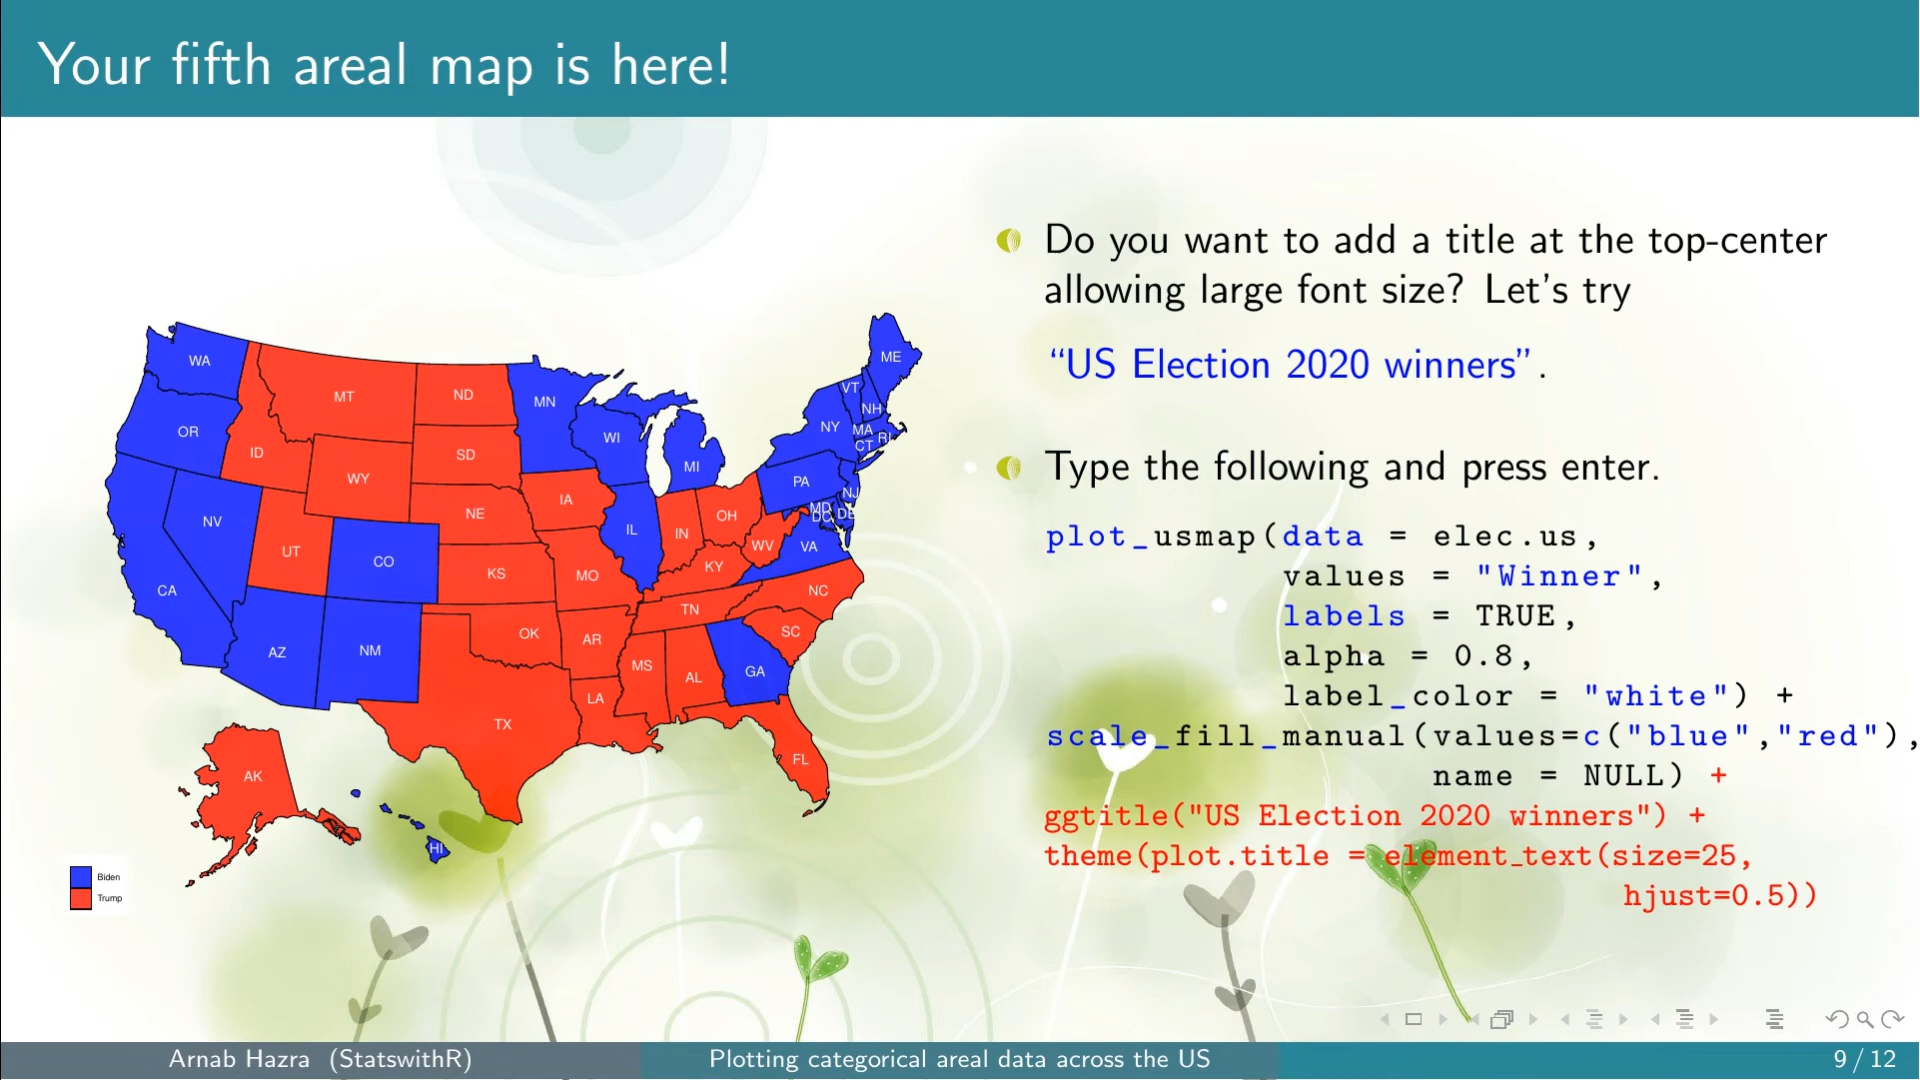 Your fifth areal map is here!
Do you want to add a title at the top-center
allowing large font size? Let's try
“US Election 2020 winners”.
Type the following and press enter.
plot_usmap(data = elec.us,
values = "Winner",
labels = TRUE,
alpha = 0.8,
label_color = "white") +
scale_fill_manual(values=c("blue","red"),
name = NULL) +
ggtitle("US Election 2020 winners") +
theme(plot.title = element_text(size=25,
hjust=0.5))
WA
MT
ND
MN
ME
VT
NH
OR
ID
SD
WI
NY
MA
RI
CT
WY
MI
PA
NJ
NV
NE
IA
IL
IN
OH
MD
DC
DE
UT
CO
WV
VA
CA
KS
MO
KY
NC
TN
AZ
NM
OK
AR
SC
MS
AL
GA
LA
TX
FL
AK
HI
Biden
Trump
Arnab Hazra (StatswithR)
Plotting categorical areal data across the US
9 / 12